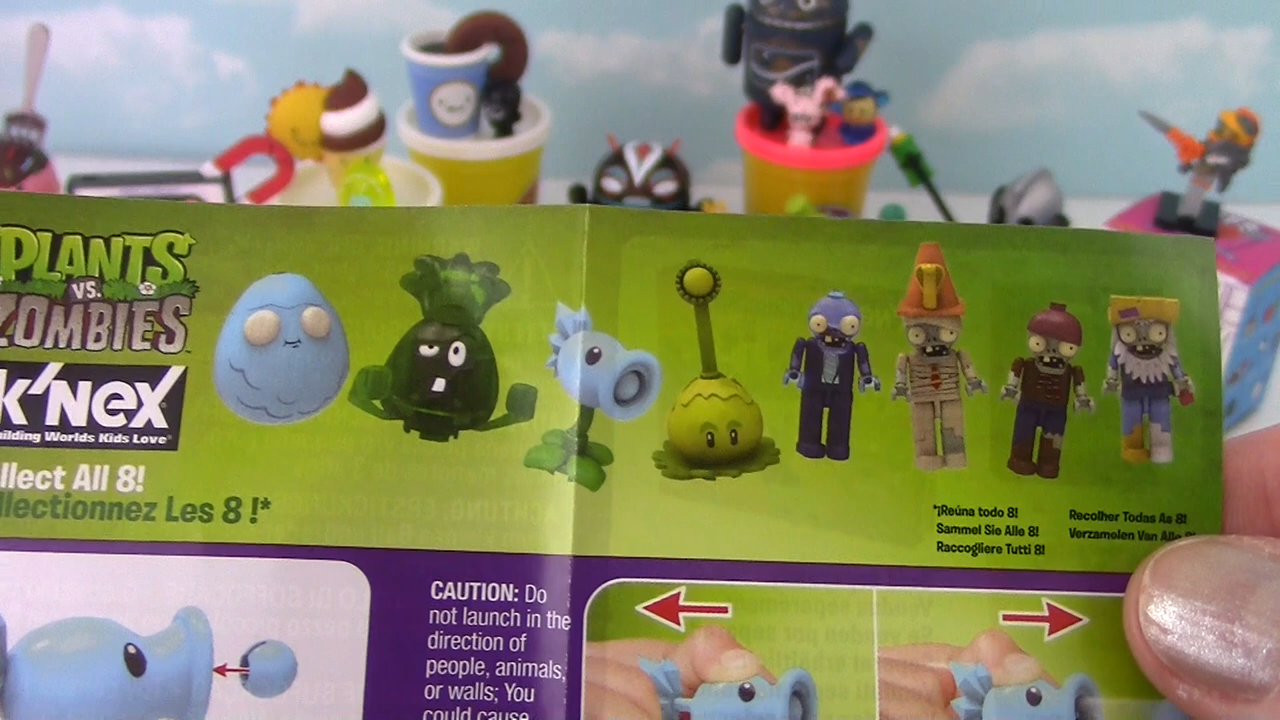 PLANTS
VS.
ZOMBIES
K'NEX
uilding Worlds Kids Love
llect All 8!
llectionnez Les 8 !*
*¡Reúna todo 8!
Sammel Sie Alle 8!
Raccogliere Tutti 8!
Recolher Todas As 8!
Verzamelen Van Alle 8!
CAUTION: Do
not launch in the
direction of
people, animals,
or walls; You
could cause